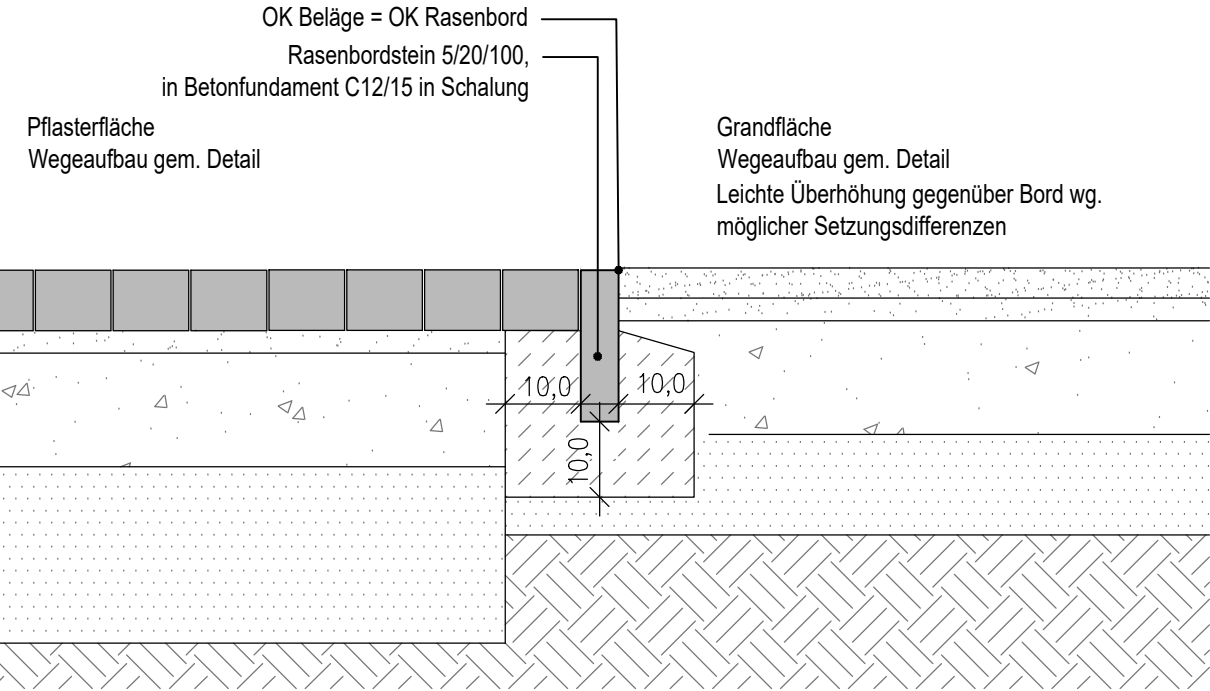 OK Beläge = OK Rasenbord
Rasenbordstein 5/20/100,
in Betonfundament C12/15 in Schalung
Pflasterfläche
Wegeaufbau gem. Detail
Grandfläche
Wegeaufbau gem. Detail
Leichte Überhöhung gegenüber Bord wg.
möglicher Setzungsdifferenzen
10,0
10,0
10,0